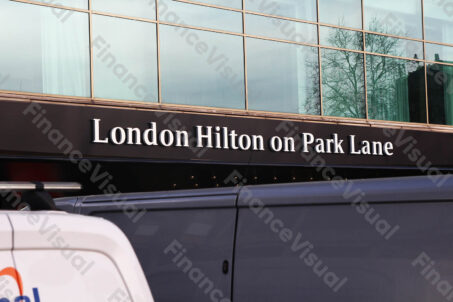 London Hilton on Park Lane
FinanceVisual